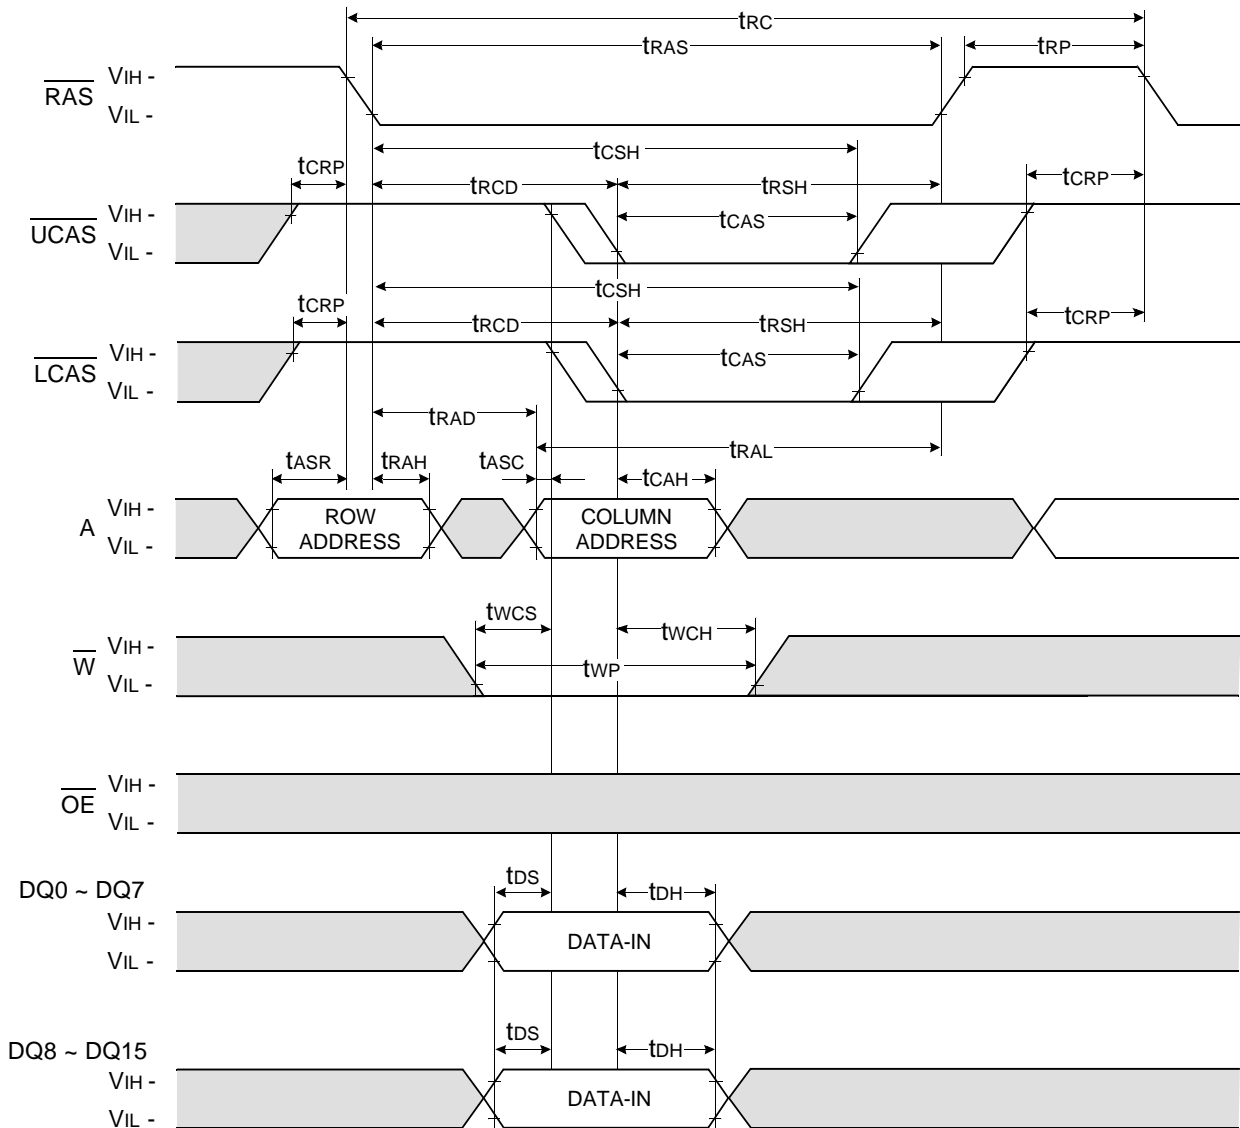 tRC
tRAS
tRP
RAS
VIH -
VIL -
tCSH
tCRP
tRCD
tRSH
tCRP
UCAS
VIH -
VIL -
tCAS
tCSH
tCRP
tRCD
tRSH
tCRP
LCAS
VIH -
VIL -
tCAS
tRAD
tRAL
tASR
tRAH
tASC
tCAH
A
VIH -
VIL -
ROW
ADDRESS
COLUMN
ADDRESS
tWCS
tWCH
W
VIH -
VIL -
tWP
OE
VIH -
VIL -
DQ0 ~ DQ7
tDS
tDH
VIH -
VIL -
DATA-IN
DQ8 ~ DQ15
tDS
tDH
VIH -
VIL -
DATA-IN